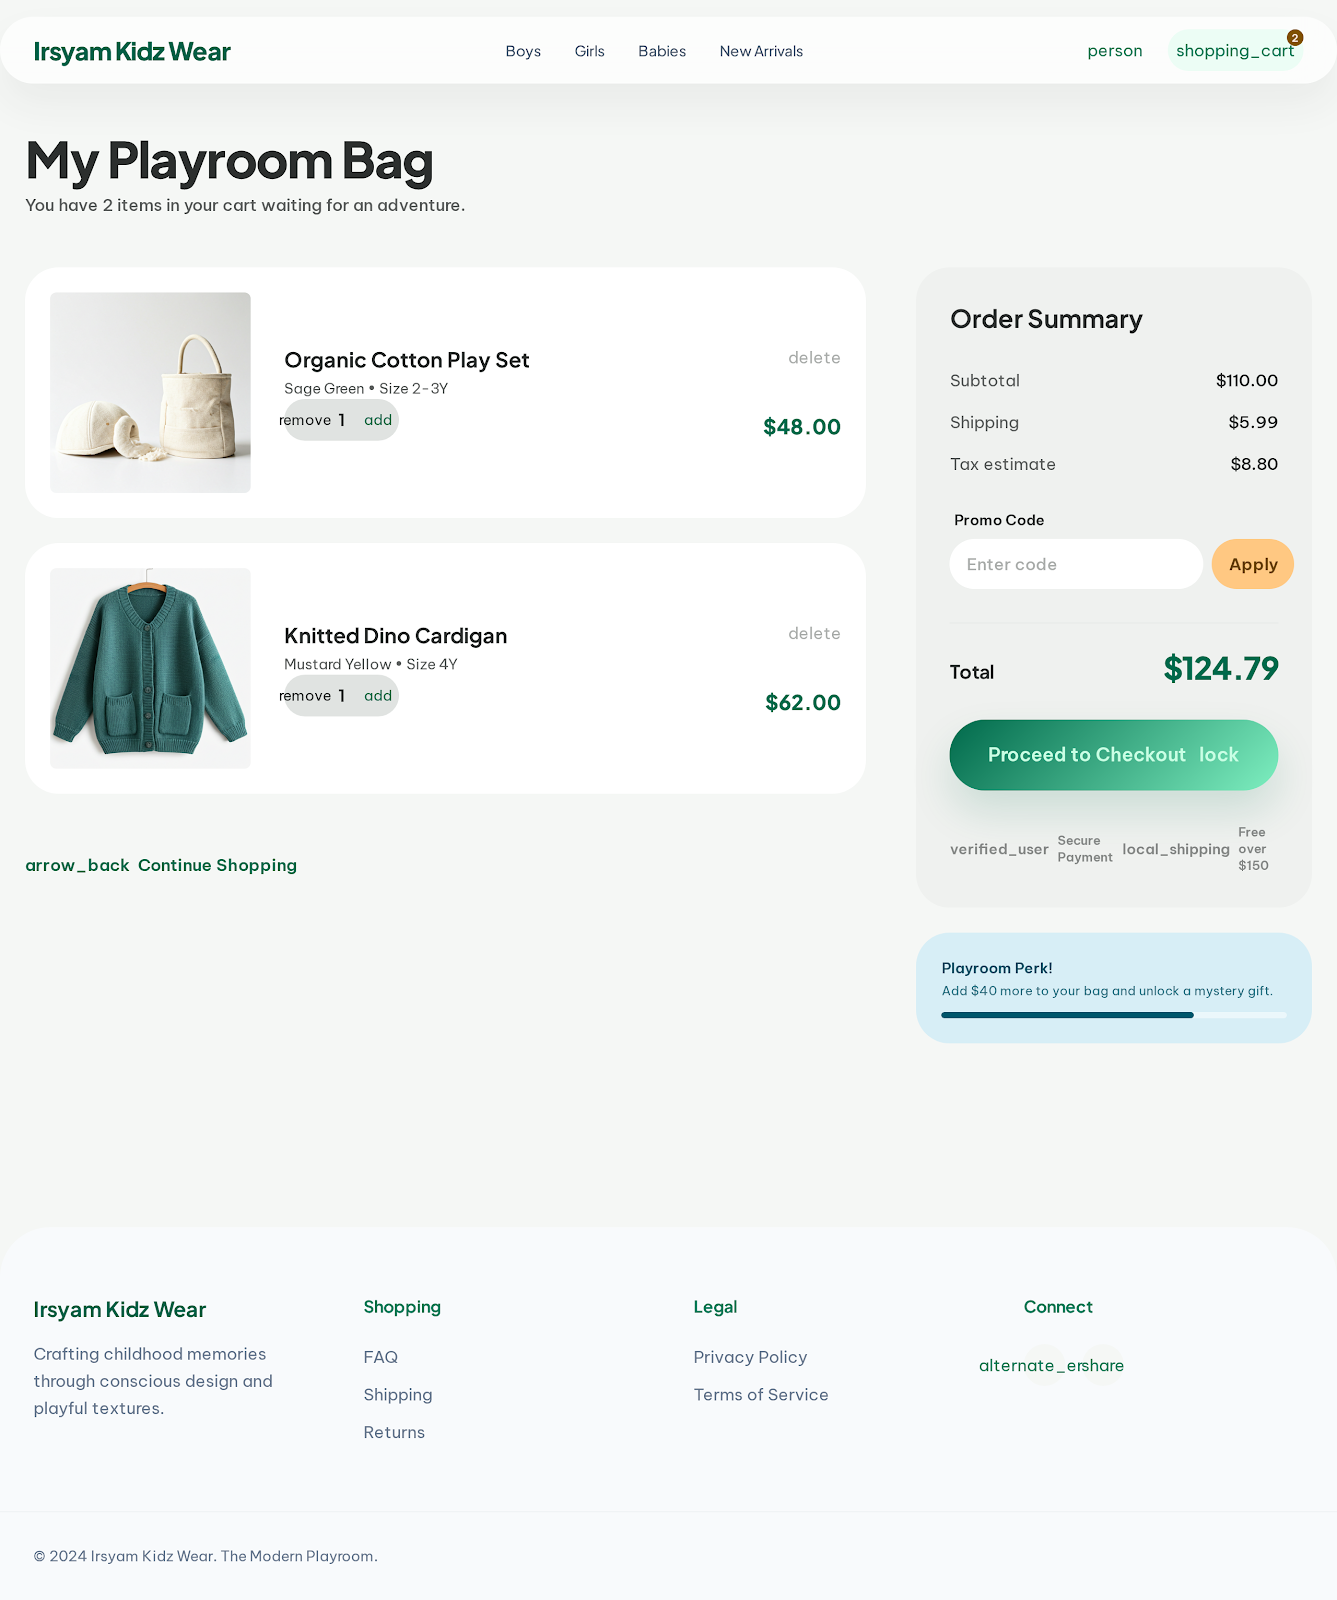 Irsyam Kidz Wear
Boys
Girls
Babies
New Arrivals
person
shopping_cart
2
My Playroom Bag
You have 2 items in your cart waiting for an adventure.
Organic Cotton Play Set
Sage Green • Size 2-3Y
remove 1 add
delete
$48.00
Knitted Dino Cardigan
Mustard Yellow • Size 4Y
remove 1 add
delete
$62.00
arrow_back Continue Shopping
Order Summary
Subtotal $110.00
Shipping $5.99
Tax estimate $8.80
Promo Code
Enter code
Apply
Total $124.79
Proceed to Checkout lock
verified_user
Secure
Payment
local_shipping
Free
over
$150
Playroom Perk!
Add $40 more to your bag and unlock a mystery gift.
Irsyam Kidz Wear
Crafting childhood memories
through conscious design and
playful textures.
Shopping
FAQ
Shipping
Returns
Legal
Privacy Policy
Terms of Service
Connect
alternate_ershare
© 2024 Irsyam Kidz Wear. The Modern Playroom.